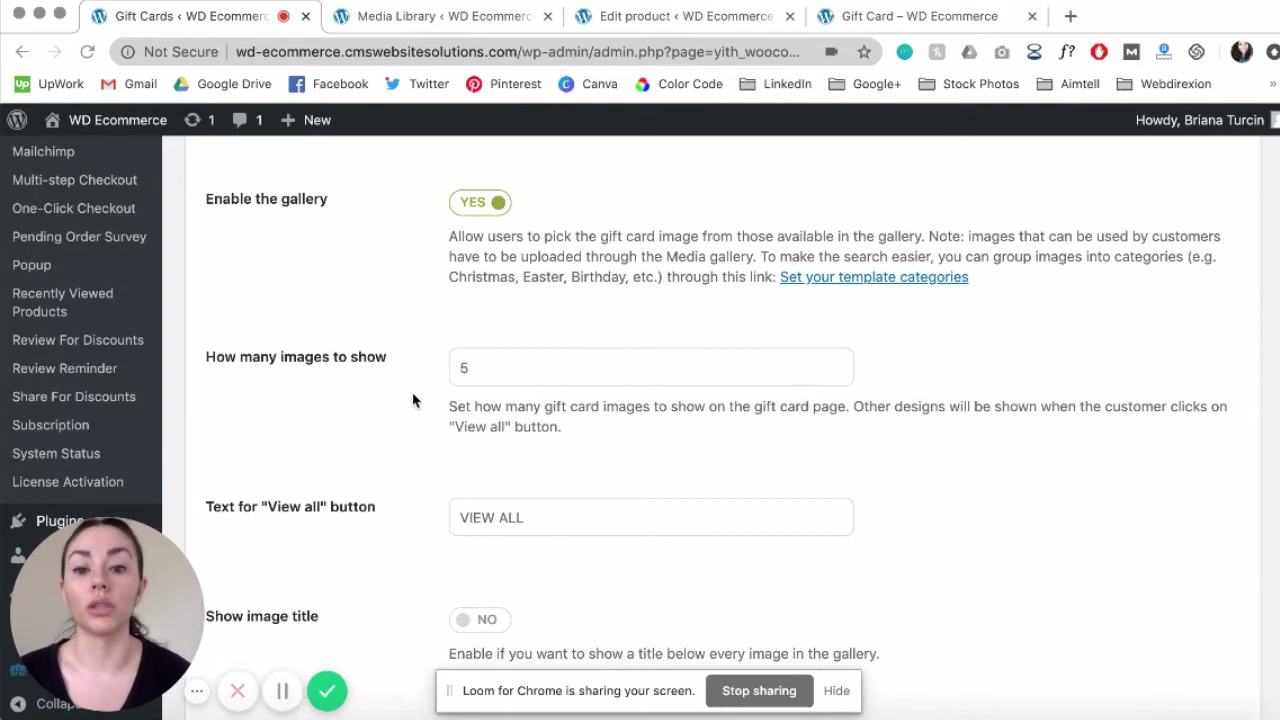 Gift Cards ‹ WD Ecommerc
Media Library ‹ WD Ecommerc
Edit product ‹ WD Ecommerce
Gift Card – WD Ecommerce
Not Secure
wd-ecommerce.cmswebsitesolutions.com/wp-admin/admin.php?page=yith_wooco...
f?
M
Up UpWork
Gmail
Google Drive
Facebook
Twitter
Pinterest
Canva
Color Code
LinkedIn
Google+
Stock Photos
Aimtell
Webdirexion
»
WD Ecommerce
1
1
New
Howdy, Briana Turcin
Mailchimp
Multi-step Checkout
One-Click Checkout
Pending Order Survey
Popup
Recently Viewed
Products
Review For Discounts
Review Reminder
Share For Discounts
Subscription
System Status
License Activation
Plugins
Collap
Enable the gallery
YES
Allow users to pick the gift card image from those available in the gallery. Note: images that can be used by customers
have to be uploaded through the Media gallery. To make the search easier, you can group images into categories (e.g.
Christmas, Easter, Birthday, etc.) through this link: Set your template categories
How many images to show
5
Set how many gift card images to show on the gift card page. Other designs will be shown when the customer clicks on
"View all" button.
Text for "View all" button
VIEW ALL
Show image title
NO
Enable if you want to show a title below every image in the gallery.
Loom for Chrome is sharing your screen.
Stop sharing
Hide